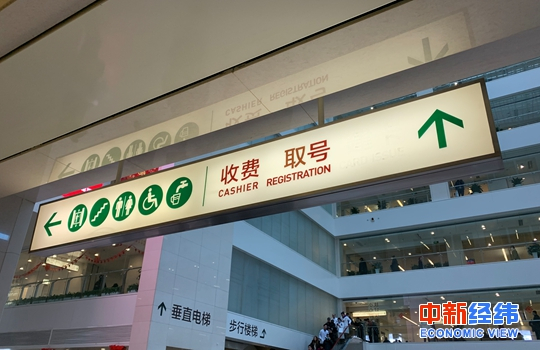 收费 取号
CASHIER REGISTRATION
垂直电梯
步行楼梯
中新经纬
ECONOMIC VIEW